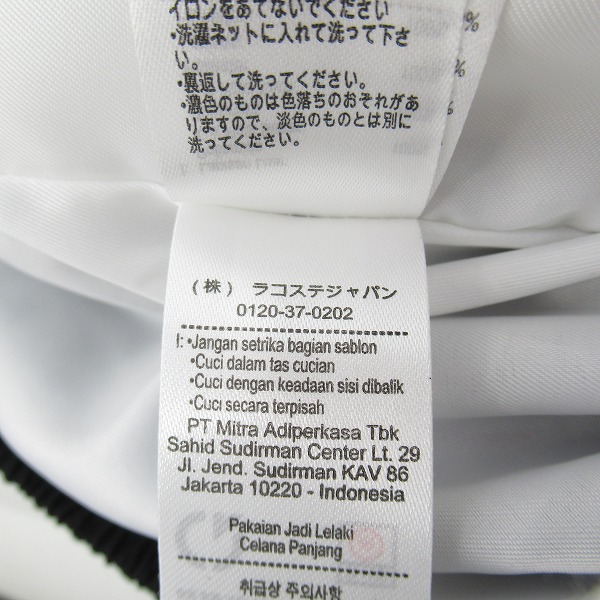 イロンをあてないでください
•洗濯ネットに入れて洗って下さ
い。
•裏返して洗ってください。
•濃色のものは色落ちのおそれがあ
りますので、淡色のものとは別に
洗ってください。
%
%
%
(株) ラコステジャパン
0120-37-0202
I: •Jangan setrika bagian sablon
•Cuci dalam tas cucian
•Cuci dengan keadaan sisi dibalik
•Cuci secara terpisah
PT Mitra Adiperkasa Tbk
Sahid Sudirman Center Lt. 29
Jl. Jend. Sudirman KAV 86
Jakarta 10220 - Indonesia
Pakaian Jadi Lelaki
Celana Panjang
취급상 주의사항